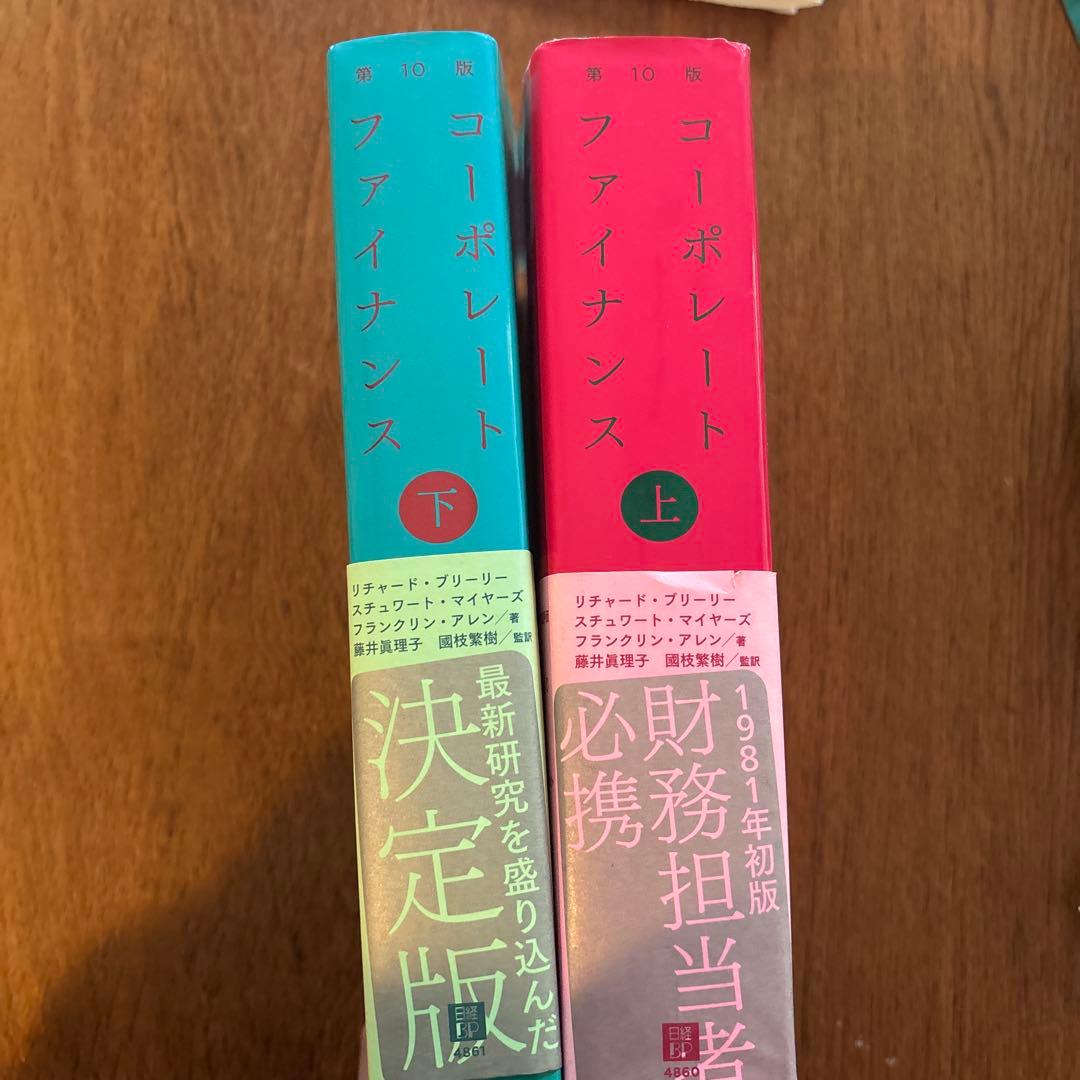 第10版
コーポレート
ファイナンス
下
リチャード・ブリーリー
スチュワート・マイヤーズ
フランクリン・アレン/著
藤井眞理子 國枝繁樹/監訳
最新研究を盛り込んだ
決定版
日経
BP
4861
第10版
コーポレート
ファイナンス
上
リチャード・ブリーリー
スチュワート・マイヤーズ
フランクリン・アレン/著
藤井眞理子 國枝繁樹/監訳
1981年初版
財務担当者
必携
日経
BP
4860